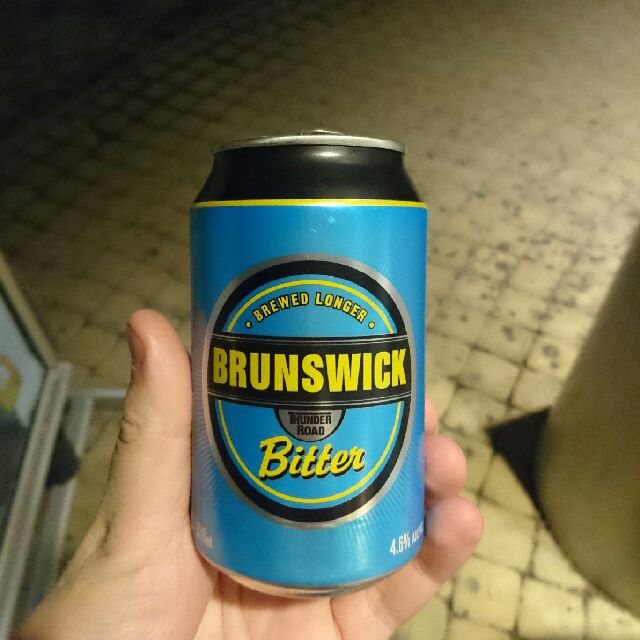 • BREWED LONGER •
BRUNSWICK
THUNDER
ROAD
Bitter
4.6%